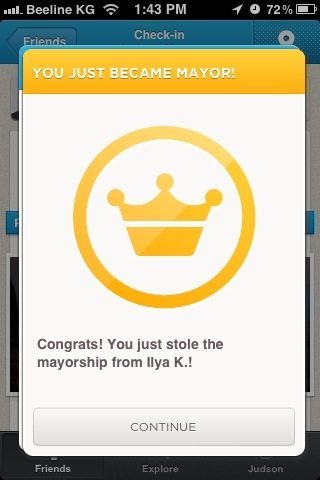 Beeline KG 1:43 PM 72%
Friends
Check-in
YOU JUST BECAME MAYOR!
Congrats! You just stole the
mayorship from Ilya K.!
CONTINUE
Friends Explore Judson